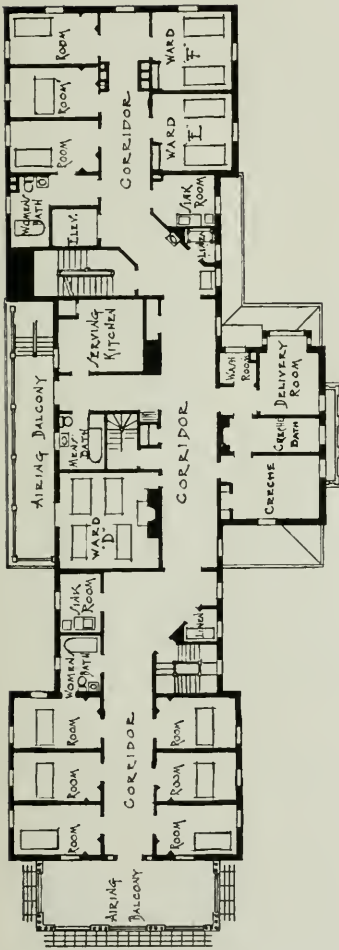 ROOM
WARD
"F"
ROOM
CORRIDOR
WARD
"E"
ROOM
WOMEN'S
BATH
ELEV.
SINK
ROOM
LINEN
SERVING
KITCHEN
WASH
ROOM
DELIVERY
ROOM
AIRING BALCONY
MEN'S
BATH
CORRIDOR
CRECHE
BATH
WARD
"D"
CRECHE
SINK
ROOM
LINEN
WOMEN'S
BATH
ROOM
ROOM
CORRIDOR
ROOM
ROOM
ROOM
ROOM
AIRING
BALCONY